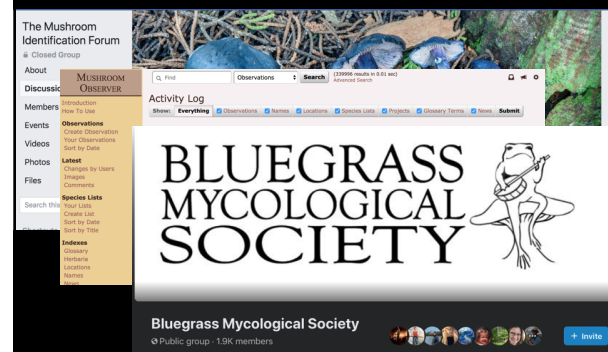 The Mushroom
Identification Forum
Closed Group
About
Members
Events
Videos
Photos
Files
Search this
MUSHROOM
OBSERVER
Introduction
How To Use
Observations
Create Observation
Your Observations
Sort by Date
Latest
Changes by Users
Images
Comments
Species Lists
Your Lists
Create List
Sort by Date
Sort by Title
Indexes
Glossary
Herbaria
Locations
Names
News
Find
Observations
Search
(339996 results in 0.01 sec)
Advanced Search
Activity Log
Show: Everything Observations Names Locations Species Lists Projects Glossary Terms News Submit
BLUEGRASS
MYCOLOGICAL
SOCIETY
Bluegrass Mycological Society
Public group · 1.9K members
+ Invite